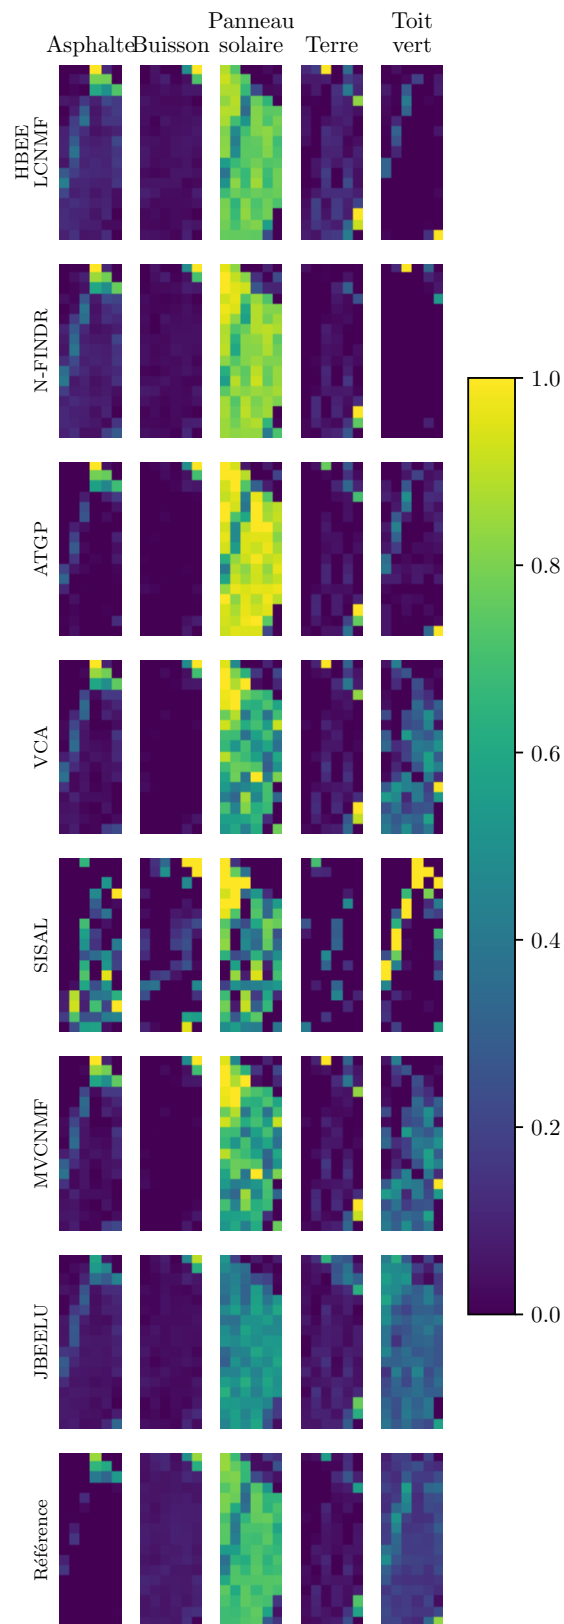 Asphalte Buisson Panneau solaire Terre Toit vert
HBEE
LCNMF
N-FINDR
ATGP
VCA
SISAL
MVCNMF
JBEELU
Référence
1.0
0.8
0.6
0.4
0.2
0.0